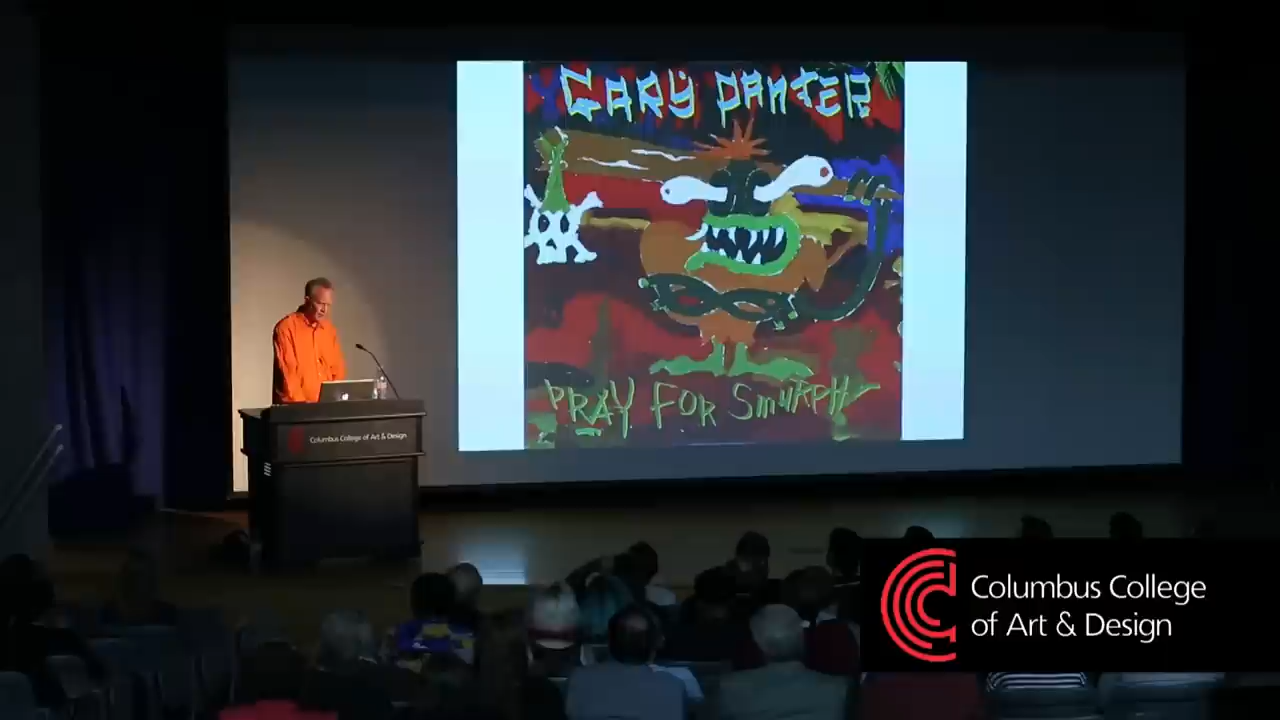 GARY PANTER
PRAY FOR SMURPH
Columbus College of Art & Design
Columbus College
of Art & Design